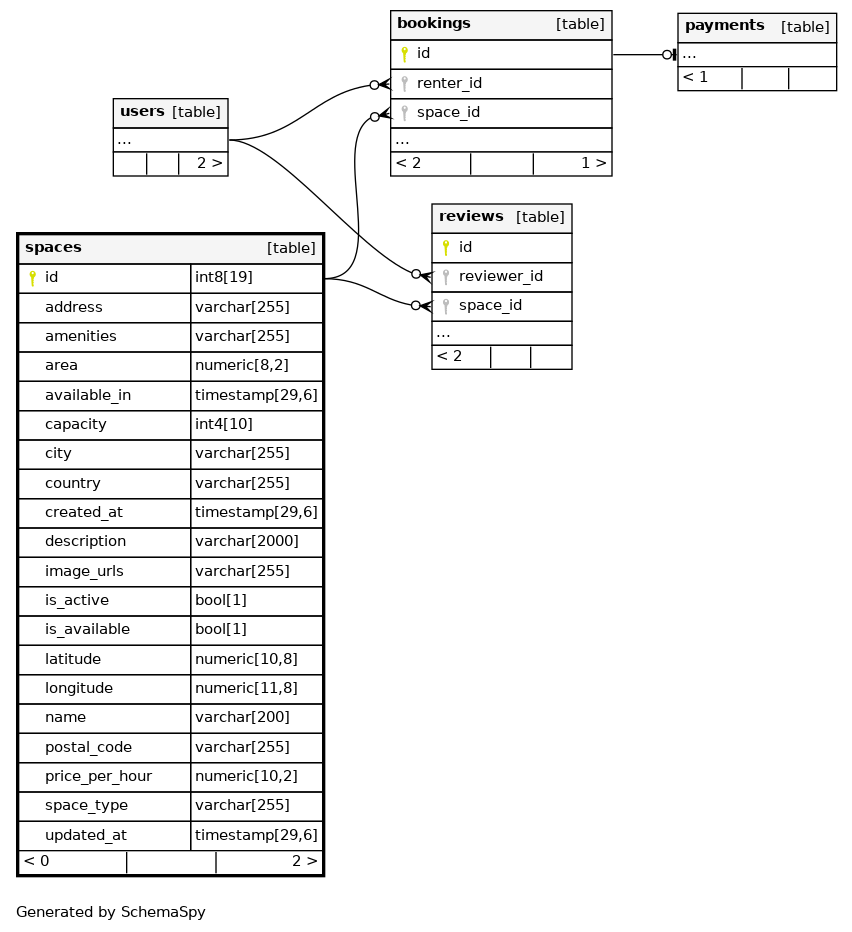 bookings [table]
id
renter_id
space_id
...
< 2 1 >
payments [table]
...
< 1
users [table]
...
2 >
reviews [table]
id
reviewer_id
space_id
...
< 2
spaces [table]
id int8[19]
address varchar[255]
amenities varchar[255]
area numeric[8,2]
available_in timestamp[29,6]
capacity int4[10]
city varchar[255]
country varchar[255]
created_at timestamp[29,6]
description varchar[2000]
image_urls varchar[255]
is_active bool[1]
is_available bool[1]
latitude numeric[10,8]
longitude numeric[11,8]
name varchar[200]
postal_code varchar[255]
price_per_hour numeric[10,2]
space_type varchar[255]
updated_at timestamp[29,6]
< 0 2 >
Generated by SchemaSpy